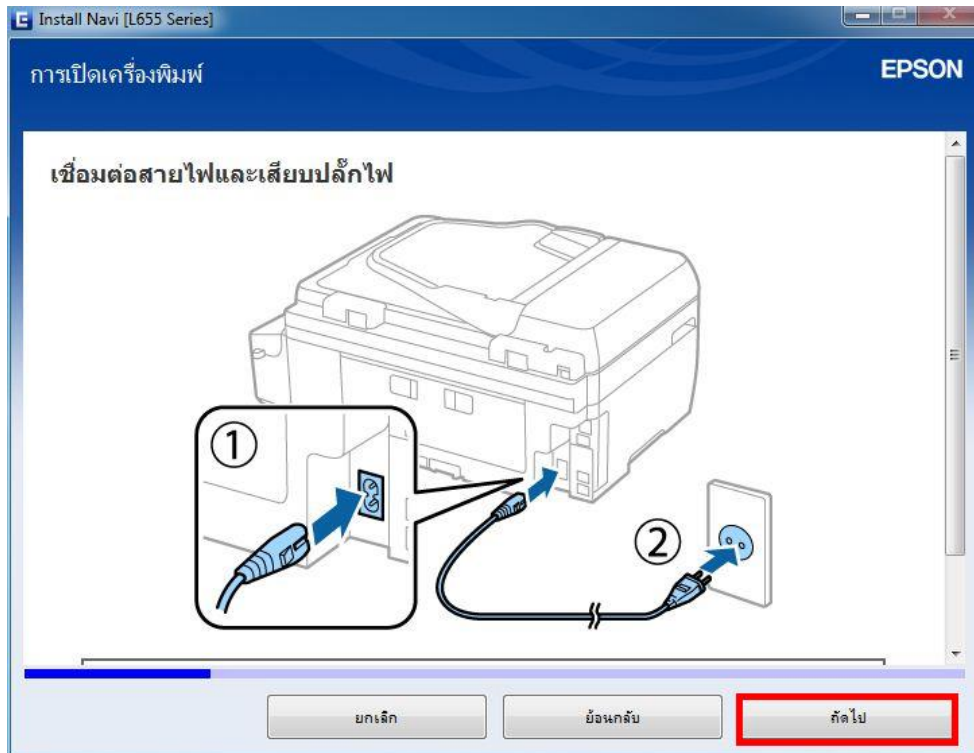 Install Navi [L655 Series]
การเปิดเครื่องพิมพ์
EPSON
เชื่อมต่อสายไฟและเสียบปลั๊กไฟ
①
②
ยกเลิก
ย้อนกลับ
ถัดไป